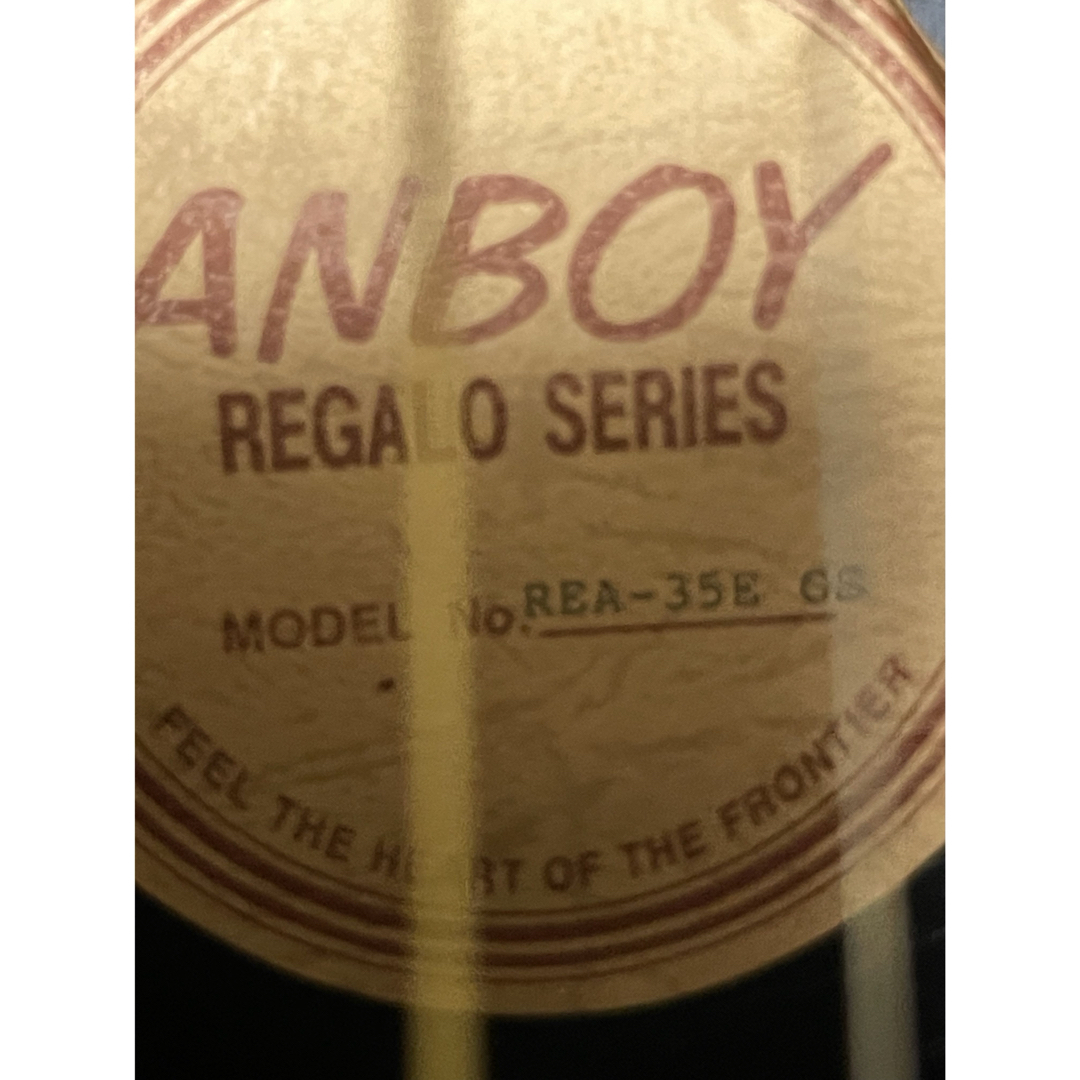 ANBOY
REGALO SERIES
MODEL No. REA-35E GS
FEEL THE HEART OF THE FRONTIER